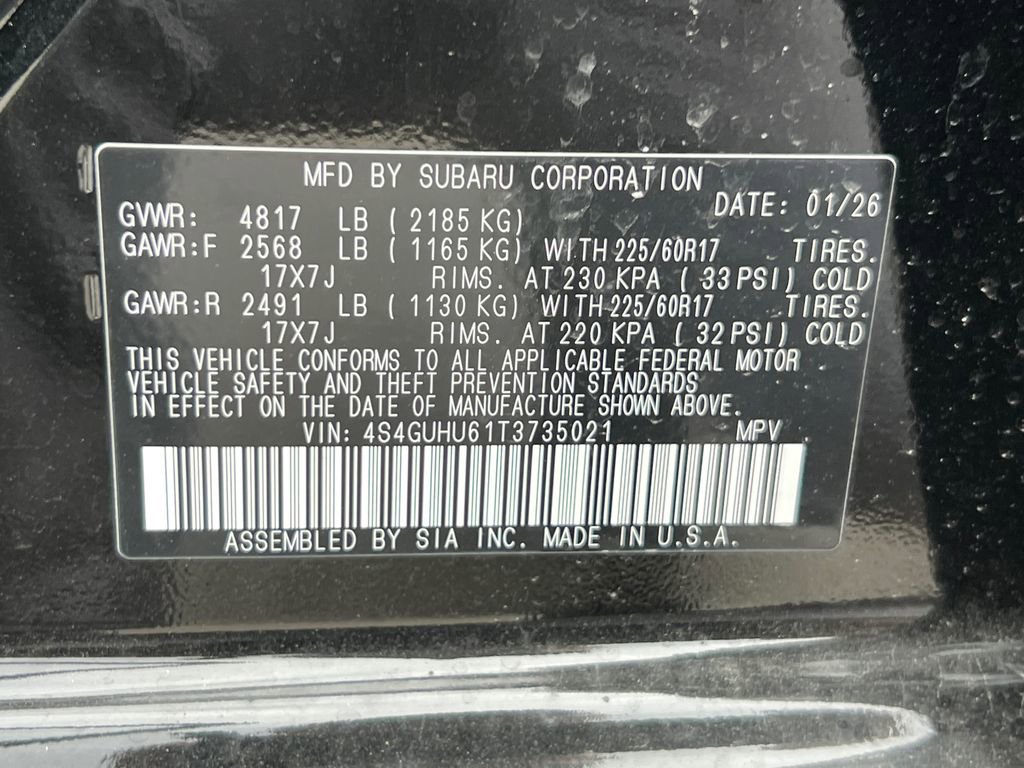 MFD BY SUBARU CORPORATION
DATE: 01/26
GVWR: 4817 LB ( 2185 KG)
GAWR:F 2568 LB ( 1165 KG) WITH 225/60R17 TIRES.
17X7J RIMS. AT 230 KPA ( 33 PSI) COLD
GAWR:R 2491 LB ( 1130 KG) WITH 225/60R17 TIRES.
17X7J RIMS. AT 220 KPA ( 32 PSI) COLD
THIS VEHICLE CONFORMS TO ALL APPLICABLE FEDERAL MOTOR
VEHICLE SAFETY AND THEFT PREVENTION STANDARDS
IN EFFECT ON THE DATE OF MANUFACTURE SHOWN ABOVE.
VIN: 4S4GUHU61T3735021 MPV
ASSEMBLED BY SIA INC. MADE IN U.S.A.